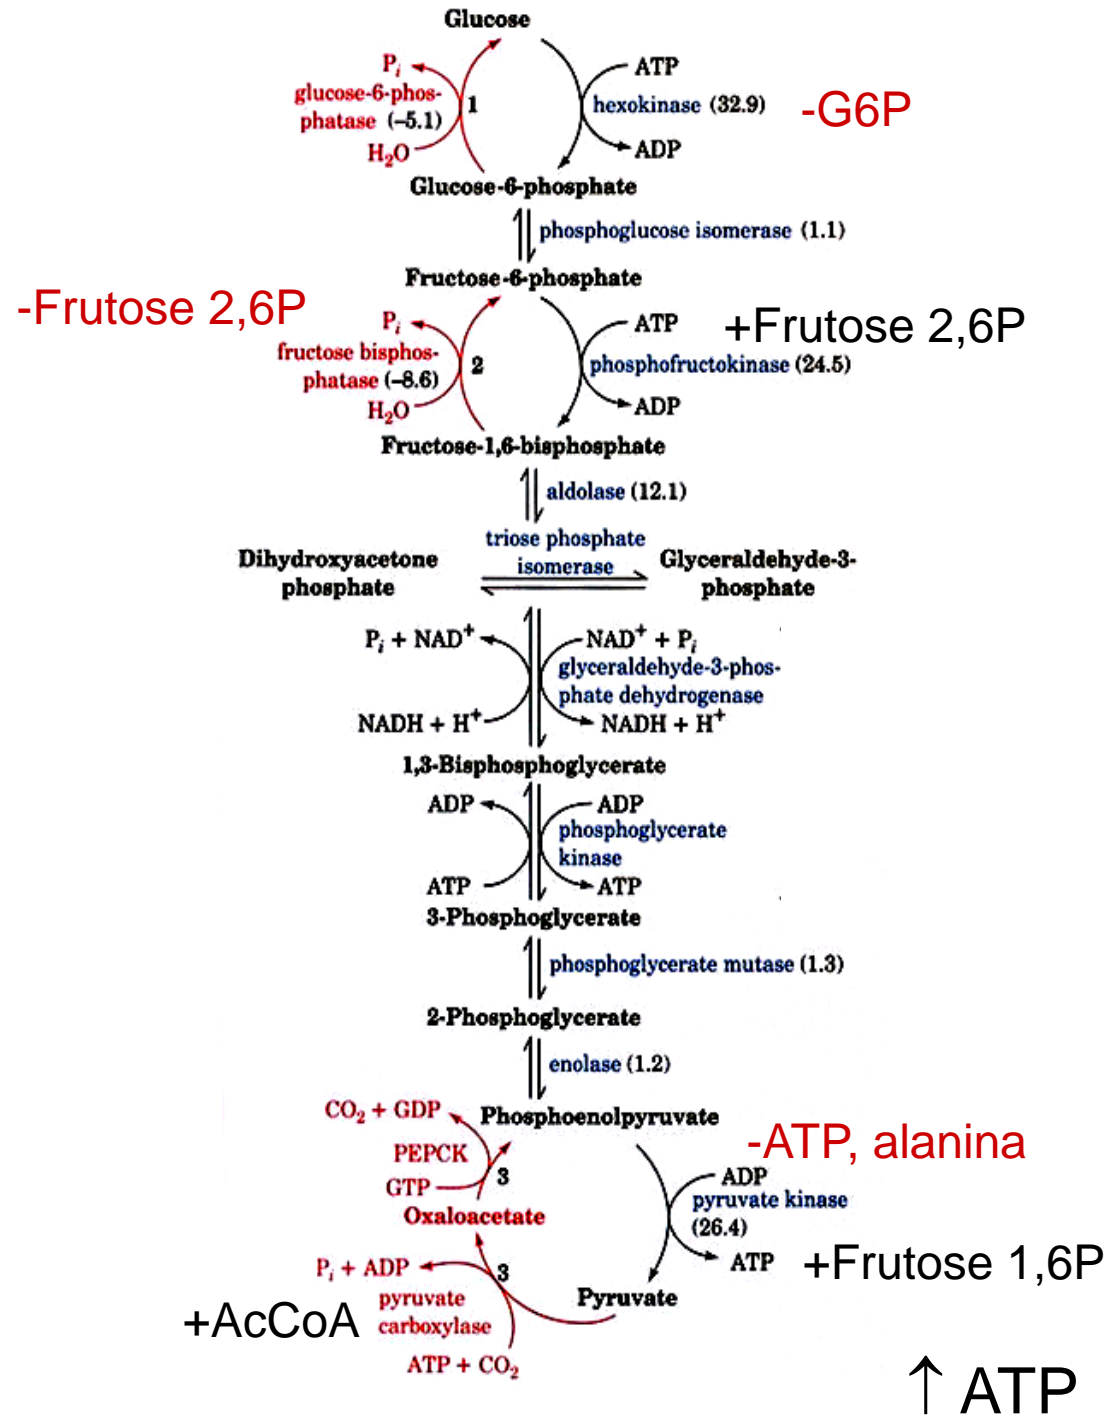 Glucose
Pi
ATP
glucose-6-phos-
phatase (–5.1)
1
hexokinase (32.9)
-G6P
H2O
ADP
Glucose-6-phosphate
phosphoglucose isomerase (1.1)
Fructose-6-phosphate
-Frutose 2,6P
Pi
ATP
+Frutose 2,6P
fructose bisphos-
phatase (–8.6)
2
phosphofructokinase (24.5)
H2O
ADP
Fructose-1,6-bisphosphate
aldolase (12.1)
triose phosphate
isomerase
Dihydroxyacetone
phosphate
Glyceraldehyde-3-
phosphate
Pi + NAD+
NAD+ + Pi
glyceraldehyde-3-phos-
phate dehydrogenase
NADH + H+
NADH + H+
1,3-Bisphosphoglycerate
ADP
ADP
phosphoglycerate
kinase
ATP
ATP
3-Phosphoglycerate
phosphoglycerate mutase (1.3)
2-Phosphoglycerate
enolase (1.2)
CO2 + GDP
Phosphoenolpyruvate
-ATP, alanina
PEPCK
3
GTP
ADP
pyruvate kinase
(26.4)
Oxaloacetate
ATP
+Frutose 1,6P
Pi + ADP
3
Pyruvate
pyruvate
carboxylase
+AcCoA
ATP + CO2
↑ ATP